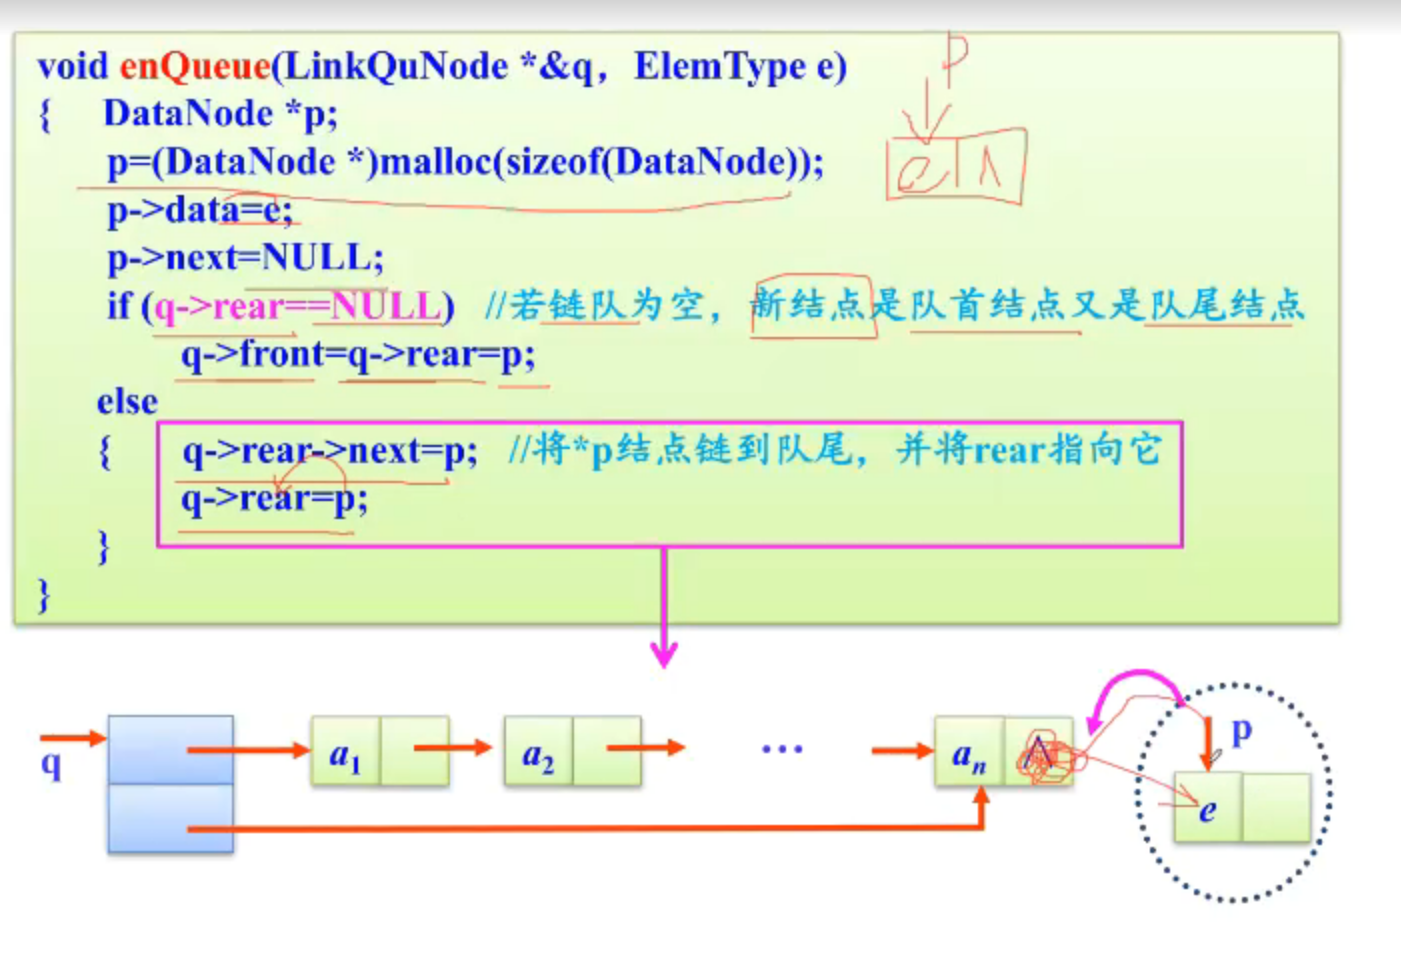 void enQueue(LinkQuNode *&q，ElemType e)
{ DataNode *p;
p=(DataNode *)malloc(sizeof(DataNode));
p->data=e;
p->next=NULL;
if (q->rear==NULL) //若链队为空，新结点是队首结点又是队尾结点
q->front=q->rear=p;
else
{ q->rear->next=p; //将*p结点链到队尾，并将rear指向它
q->rear=p;
}
}
p
e ∧
q
a1
a2
…
an ∧
p
e